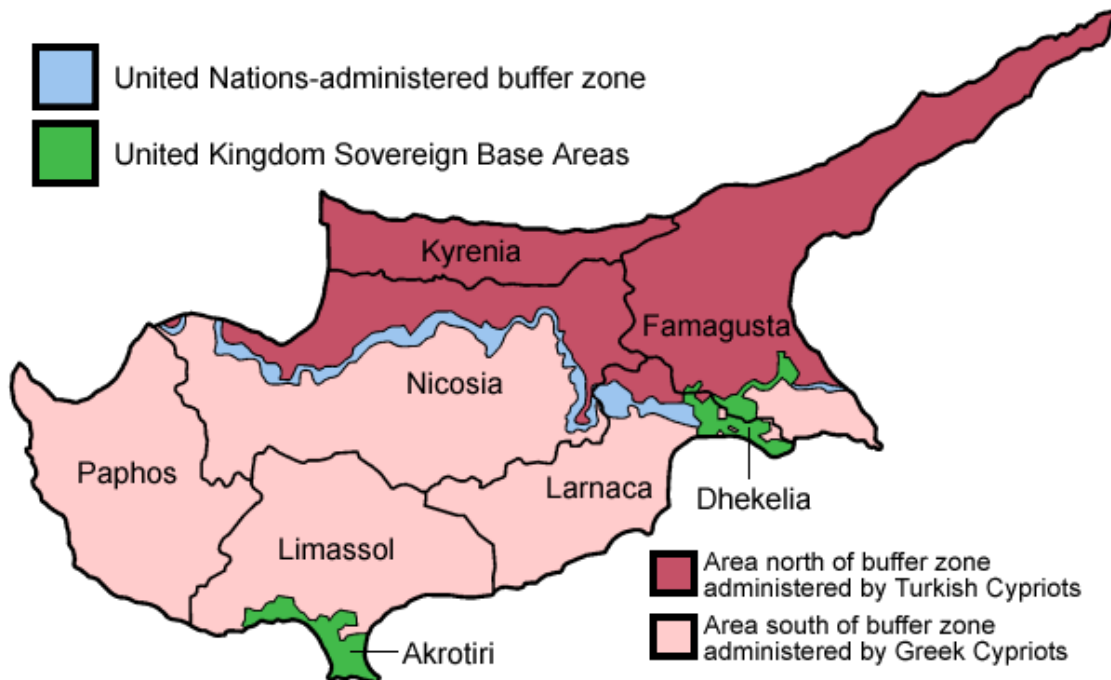 United Nations-administered buffer zone
United Kingdom Sovereign Base Areas
Kyrenia
Famagusta
Nicosia
Paphos
Larnaca
Dhekelia
Limassol
Akrotiri
Area north of buffer zone
administered by Turkish Cypriots
Area south of buffer zone
administered by Greek Cypriots